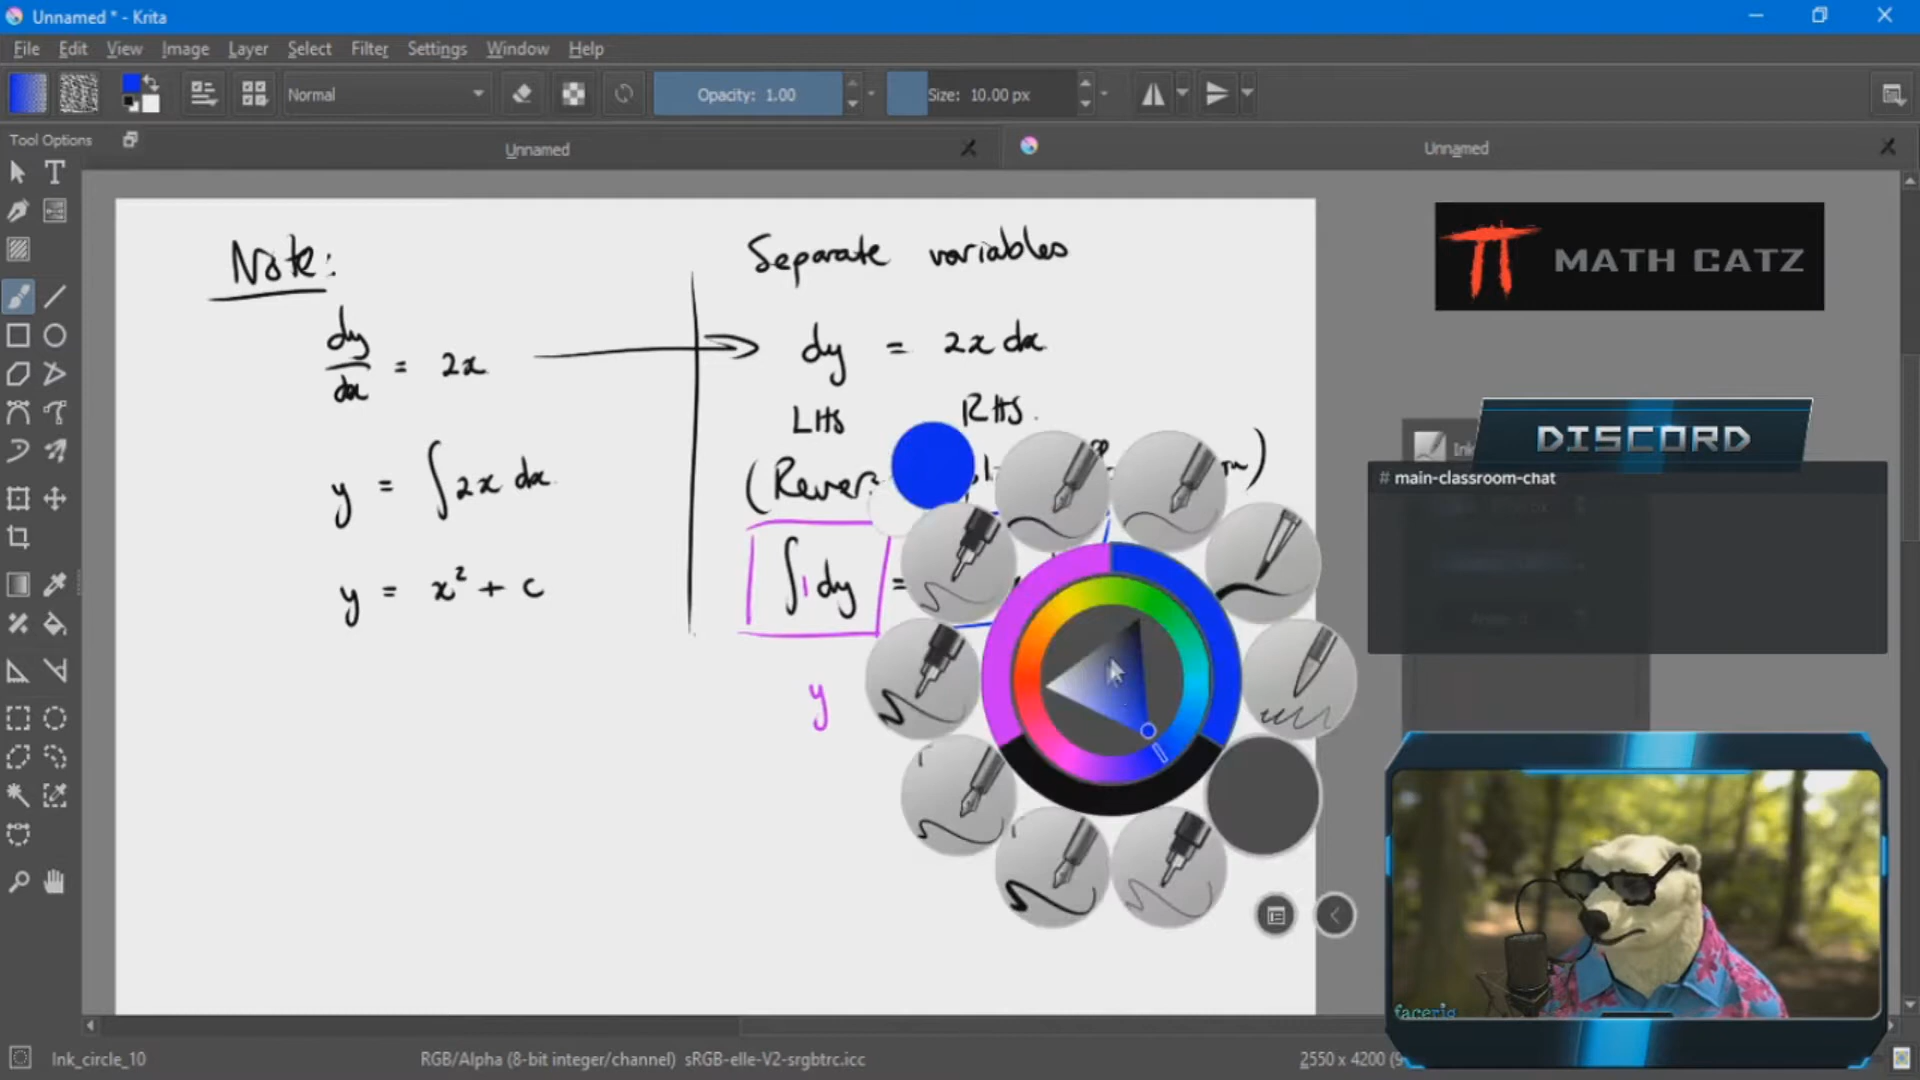 Unnamed * - Krita
File Edit View Image Layer Select Filter Settings Window Help
Normal
Opacity: 1.00
Size: 10.00 px
Tool Options
Unnamed
Unnamed
Note:
Separate variables
dy/dx = 2x
dy = 2x dx
LHS RHS.
y = ∫2x dx
y = x² + c
∫1 dy =
y
π MATH CATZ
DISCORD
# main-classroom-chat
facerig
Ink_circle_10
RGB/Alpha (8-bit integer/channel) sRGB-elle-V2-srgbtrc.icc
2550 x 4200